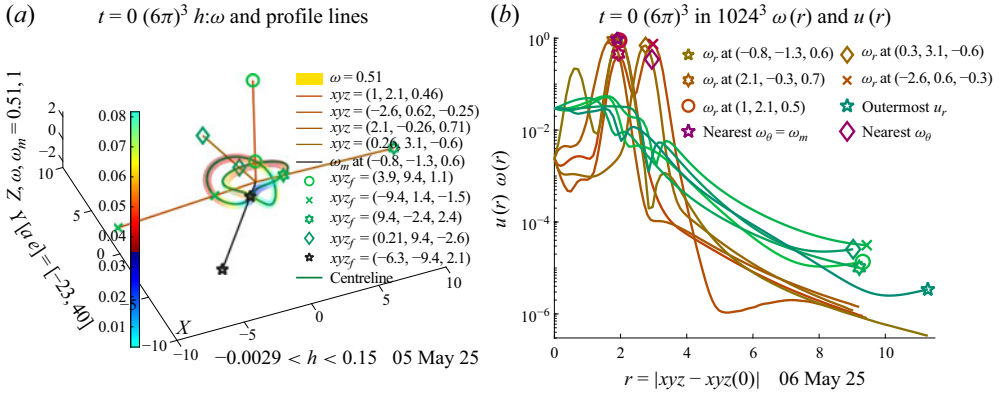 (a) t = 0 (6π)³ h:ω and profile lines
Z, ω, ω_m = 0.51, 1
2
0
−2
10
5
0
−5
−10
Y [a e] = [−23, 40]
0.08
0.07
0.06
0.05
0.04
0.03
0.02
0.01
ω = 0.51
xyz = (1, 2.1, 0.46)
xyz = (−2.6, 0.62, −0.25)
xyz = (2.1, −0.26, 0.71)
xyz = (0.26, 3.1, −0.6)
ω_m at (−0.8, −1.3, 0.6)
xyz_f = (3.9, 9.4, 1.1)
xyz_f = (−9.4, 1.4, −1.5)
xyz_f = (9.4, −2.4, 2.4)
xyz_f = (0.21, 9.4, −2.6)
xyz_f = (−6.3, −9.4, 2.1)
Centreline
X
−10 −5 0 5 10
−0.0029 < h < 0.15 05 May 25
(b) t = 0 (6π)³ in 1024³ ω(r) and u(r)
u(r) ω(r)
10⁰
10⁻²
10⁻⁴
10⁻⁶
ω_r at (−0.8, −1.3, 0.6)
ω_r at (2.1, −0.3, 0.7)
ω_r at (1, 2.1, 0.5)
Nearest ω_θ = ω_m
ω_r at (0.3, 3.1, −0.6)
ω_r at (−2.6, 0.6, −0.3)
Outermost u_r
Nearest ω_θ
0 2 4 6 8 10
r = |xyz − xyz(0)| 06 May 25